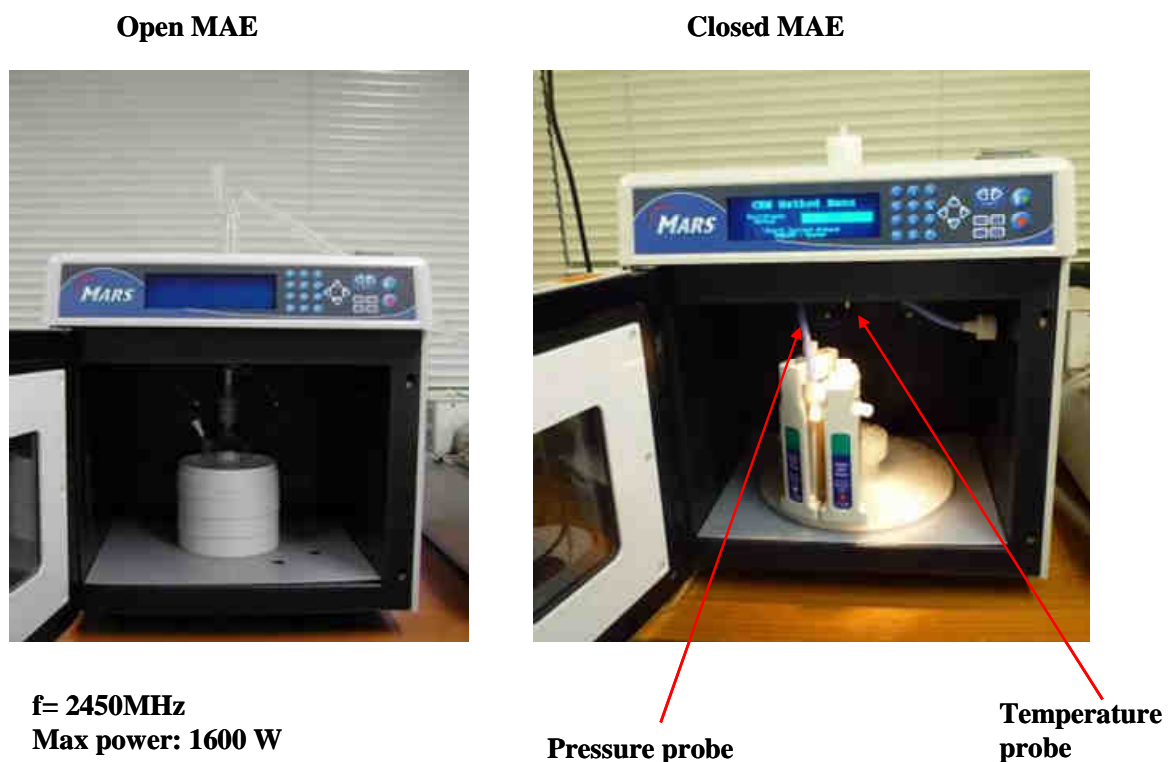 Open MAE
Closed MAE
MARS
MARS
f= 2450MHz
Max power: 1600 W
Pressure probe
Temperature
probe